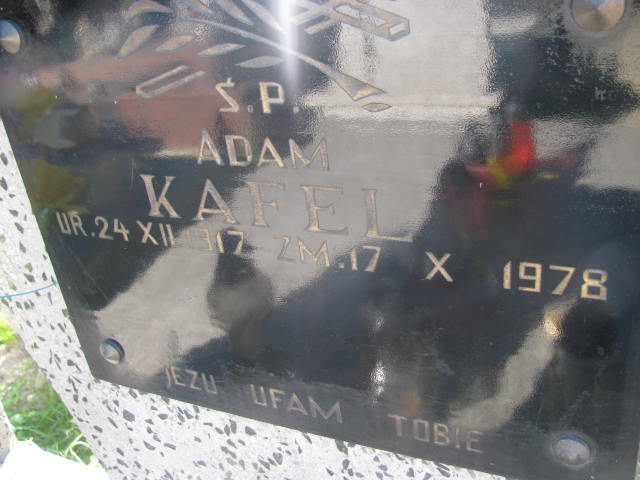 Ś.P.
ADAM
KAFEL
UR. 24 XII 1917 ZM. 17 X 1978
JEZU UFAM TOBIE